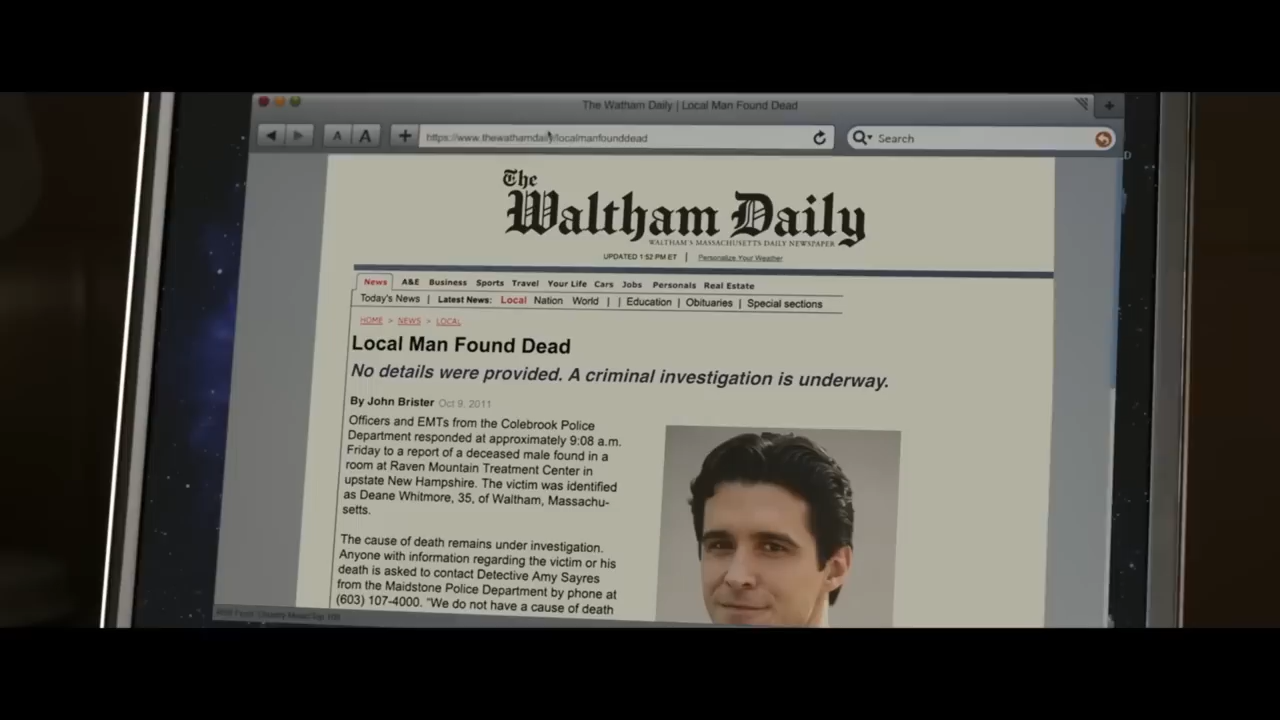 The Watham Daily | Local Man Found Dead
A A
https://www.thewathamdaily/localmanfounddead
Search
The
Waltham Daily
WALTHAM'S MASSACHUSETTS DAILY NEWSPAPER
UPDATED 1:52 PM ET | Personalize Your Weather
News A&E Business Sports Travel Your Life Cars Jobs Personals Real Estate
Today's News | Latest News: Local Nation World | | Education | Obituaries | Special sections
HOME > NEWS > LOCAL
Local Man Found Dead
No details were provided. A criminal investigation is underway.
By John Brister Oct 9, 2011
Officers and EMTs from the Colebrook Police
Department responded at approximately 9:08 a.m.
Friday to a report of a deceased male found in a
room at Raven Mountain Treatment Center in
upstate New Hampshire. The victim was identified
as Deane Whitmore, 35, of Waltham, Massachu-
setts.
The cause of death remains under investigation.
Anyone with information regarding the victim or his
death is asked to contact Detective Amy Sayres
from the Maidstone Police Department by phone at
(603) 107-4000. "We do not have a cause of death